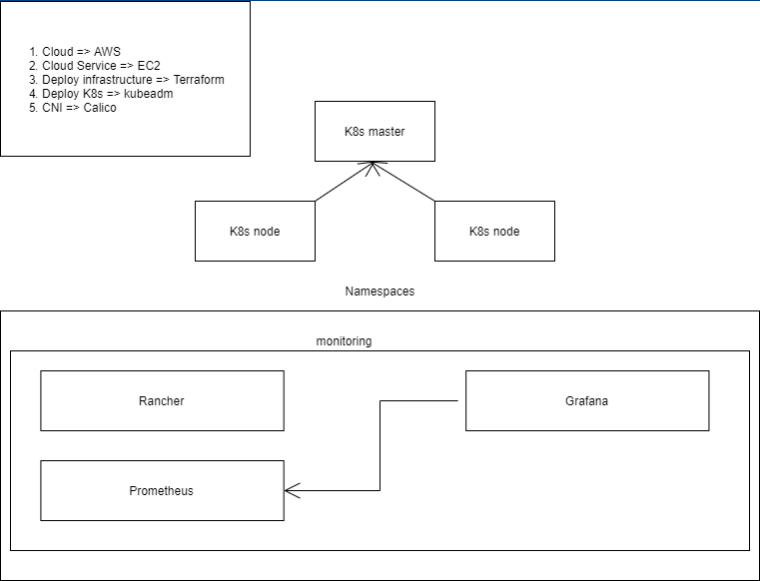 1. Cloud => AWS
2. Cloud Service => EC2
3. Deploy infrastructure => Terraform
4. Deploy K8s => kubeadm
5. CNI => Calico
K8s master
K8s node
K8s node
Namespaces
monitoring
Rancher
Grafana
Prometheus